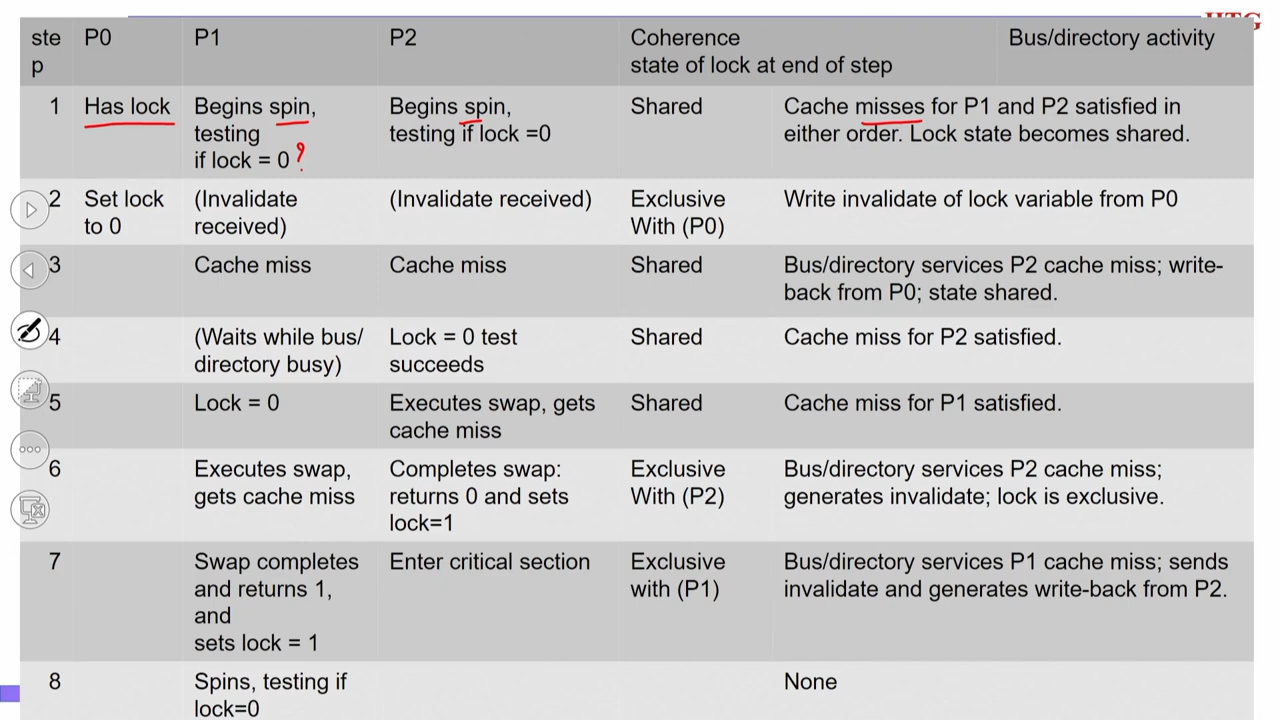 IITG
ste P0 P1 P2 Coherence Bus/directory activity
p state of lock at end of step
1 Has lock Begins spin, Begins spin, Shared Cache misses for P1 and P2 satisfied in
testing testing if lock =0 either order. Lock state becomes shared.
if lock = 0 ?
2 Set lock (Invalidate (Invalidate received) Exclusive Write invalidate of lock variable from P0
to 0 received) With (P0)
3 Cache miss Cache miss Shared Bus/directory services P2 cache miss; write-
back from P0; state shared.
4 (Waits while bus/ Lock = 0 test Shared Cache miss for P2 satisfied.
directory busy) succeeds
5 Lock = 0 Executes swap, gets Shared Cache miss for P1 satisfied.
cache miss
6 Executes swap, Completes swap: Exclusive Bus/directory services P2 cache miss;
gets cache miss returns 0 and sets With (P2) generates invalidate; lock is exclusive.
lock=1
7 Swap completes Enter critical section Exclusive Bus/directory services P1 cache miss; sends
and returns 1, with (P1) invalidate and generates write-back from P2.
and
sets lock = 1
8 Spins, testing if None
lock=0